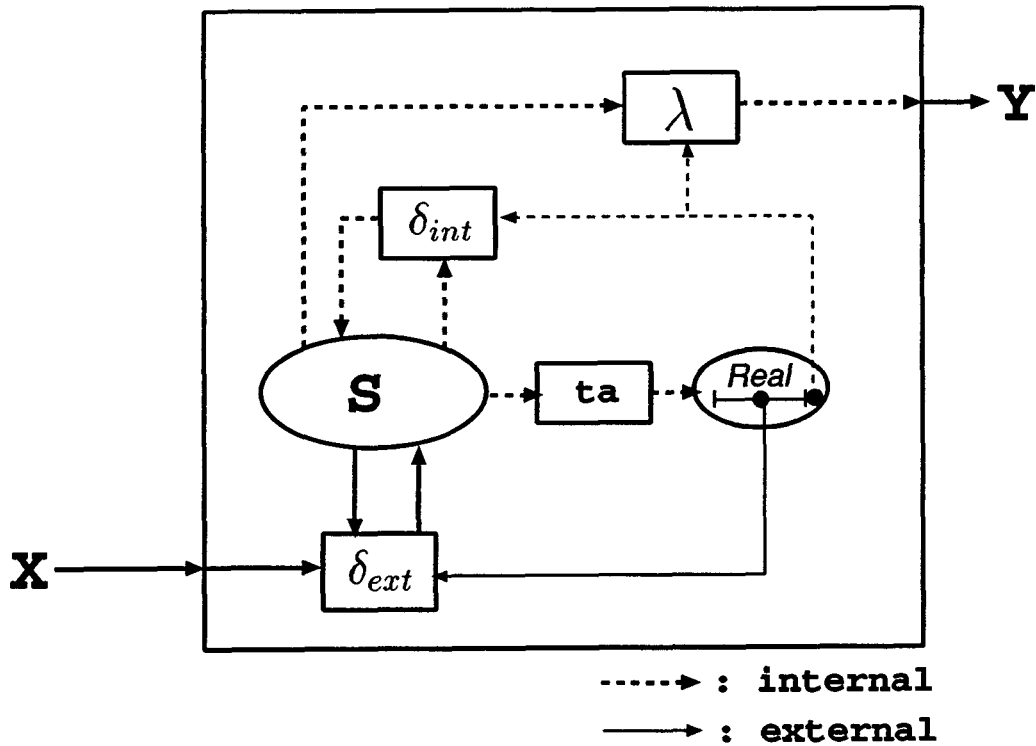 λ
Y
δint
S
ta
Real
X
δext
: internal
: external